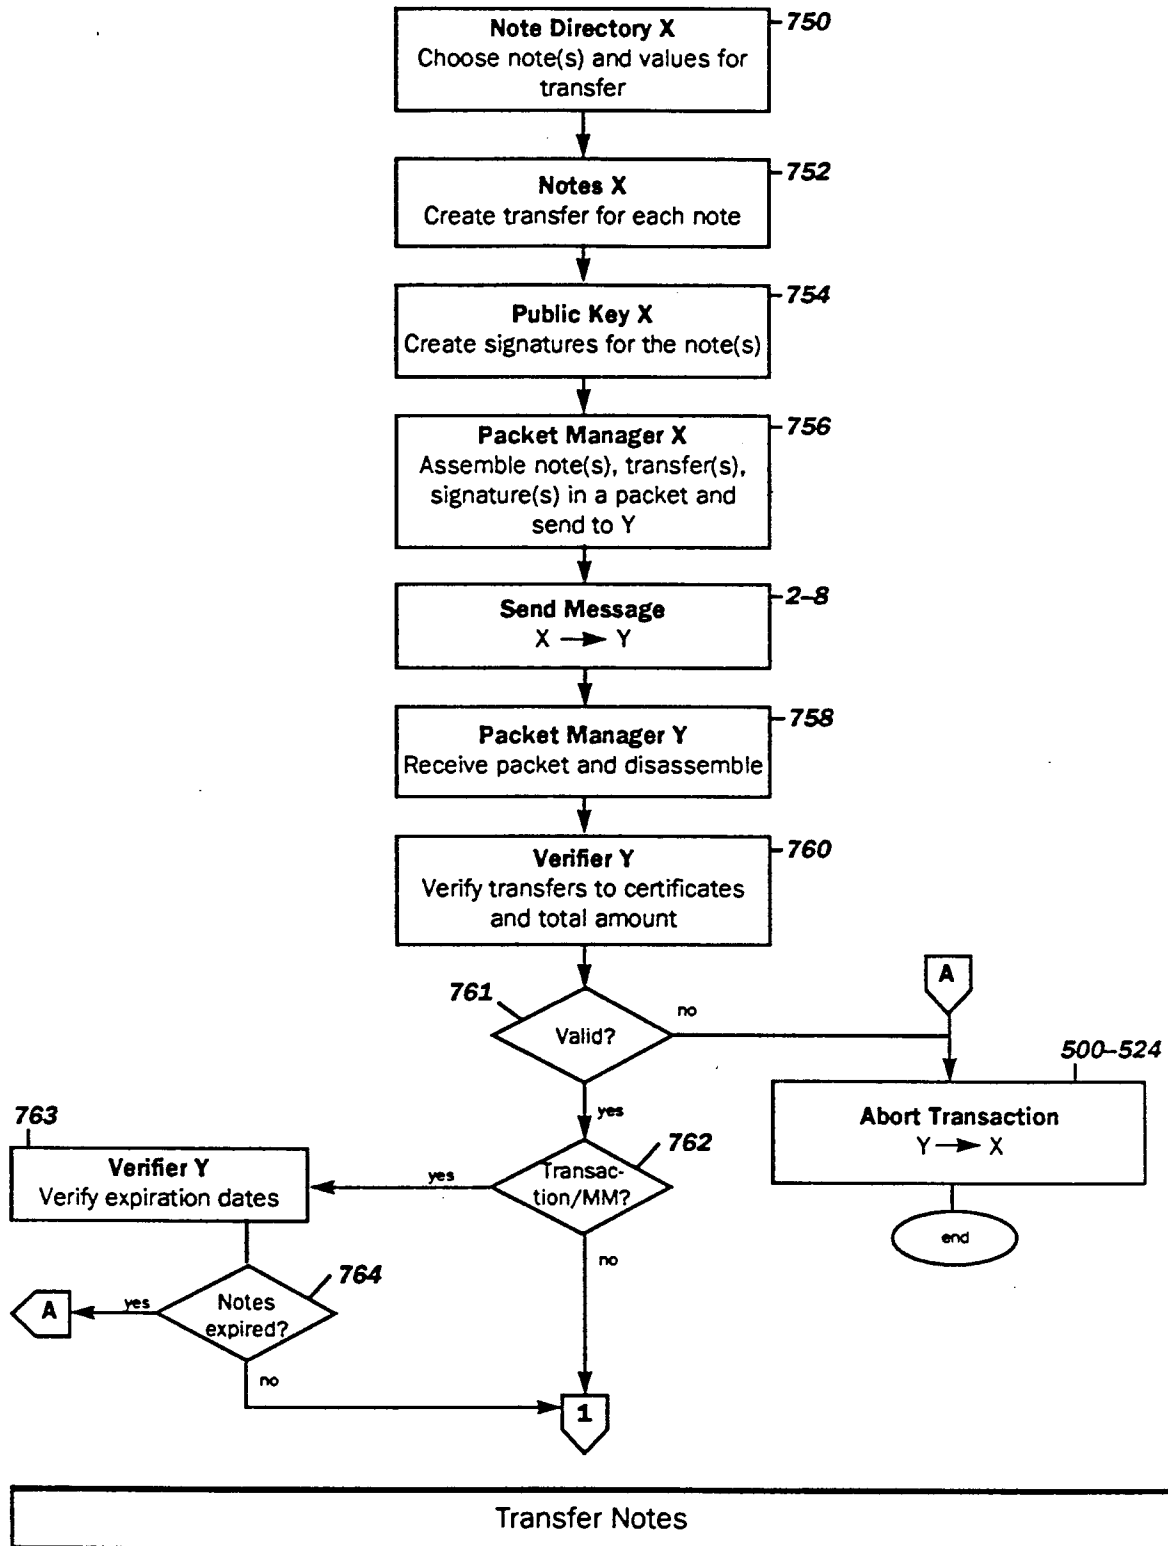 Note Directory X
Choose note(s) and values for
transfer
750
Notes X
Create transfer for each note
752
Public Key X
Create signatures for the note(s)
754
Packet Manager X
Assemble note(s), transfer(s),
signature(s) in a packet and
send to Y
756
Send Message
X Y
2–8
Packet Manager Y
Receive packet and disassemble
758
Verifier Y
Verify transfers to certificates
and total amount
760
A
761
Valid?
no
yes
500–524
Abort Transaction
Y X
end
763
Verifier Y
Verify expiration dates
yes
762
Transac-
tion/MM?
no
764
Notes
expired?
yes
A
no
1
Transfer Notes